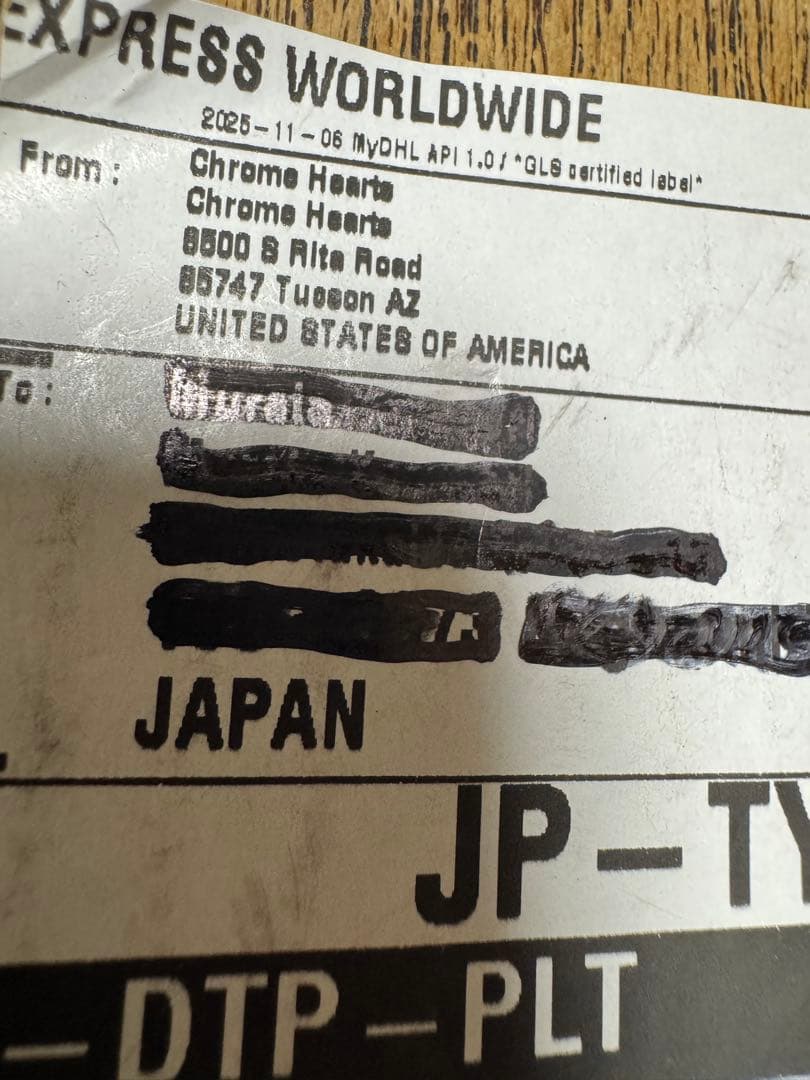 EXPRESS WORLDWIDE
2025-11-06 MyDHL API 1.0 / *GLS certified label*
From :
Chrome Hearts
Chrome Hearts
8500 S Rita Road
85747 Tucson AZ
UNITED STATES OF AMERICA
To :
JAPAN
JP-TY
-DTP-PLT